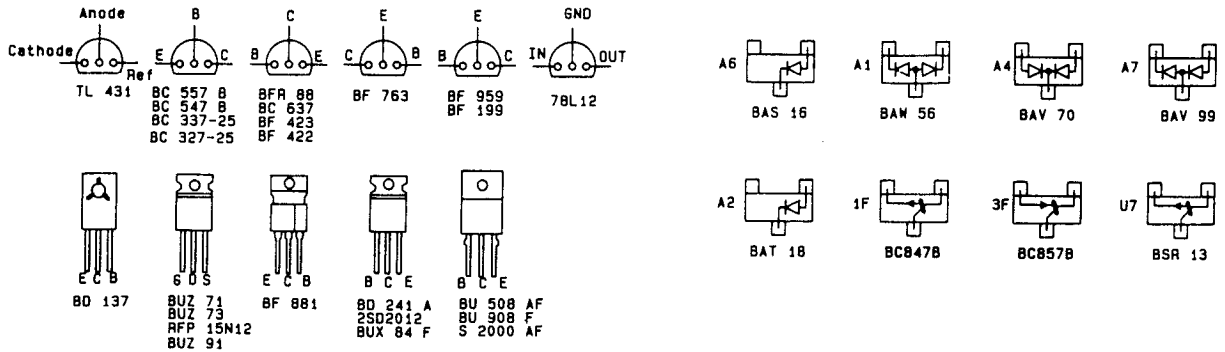 Anode
Cathode
Ref
TL 431
B
E C
BC 557 B
BC 547 B
BC 337-25
BC 327-25
C
B E
BFR 88
BC 637
BF 423
BF 422
E
C B
BF 763
E
B C
BF 959
BF 199
GND
IN OUT
78L12
A6
BAS 16
A1
BAW 56
A4
BAV 70
A7
BAV 99
E C B
BD 137
G D S
BUZ 71
BUZ 73
RFP 15N12
BUZ 91
E C B
BF 881
B C E
BD 241 A
2SD2012
BUX 84 F
B C E
BU 508 AF
BU 908 F
S 2000 AF
A2
BAT 18
1F
BC847B
3F
BC857B
U7
BSR 13